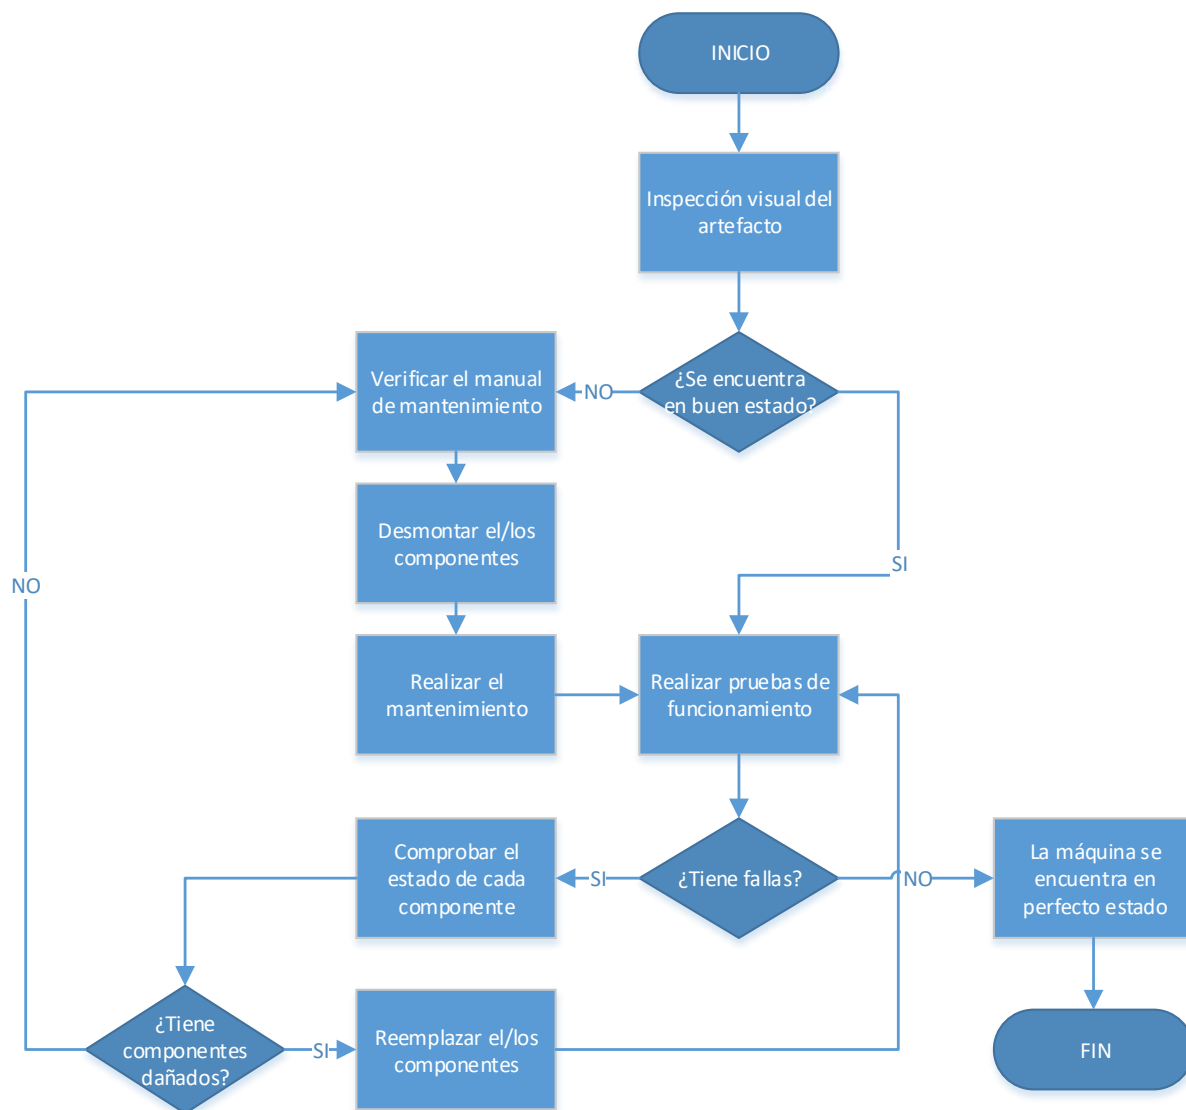 INICIO
Inspección visual del
artefacto
¿Se encuentra
en buen estado?
NO
Verificar el manual
de mantenimiento
Desmontar el/los
componentes
SI
NO
Realizar el
mantenimiento
Realizar pruebas de
funcionamiento
Comprobar el
estado de cada
componente
SI
¿Tiene fallas?
NO
La máquina se
encuentra en
perfecto estado
¿Tiene
componentes
dañados?
SI
Reemplazar el/los
componentes
FIN